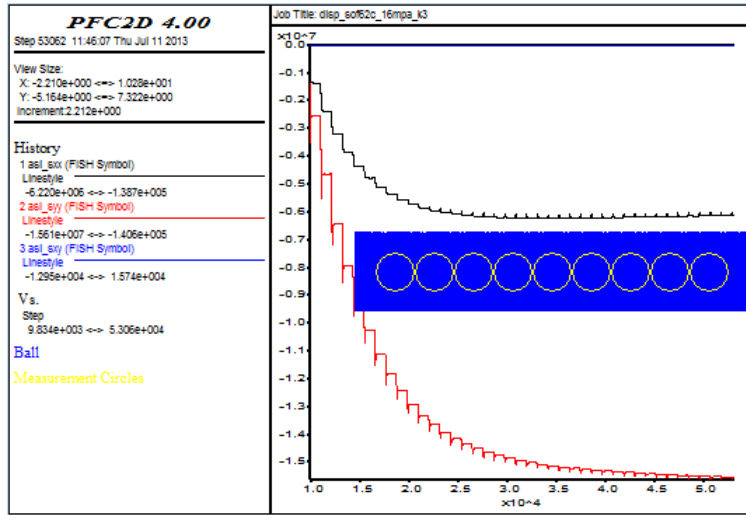 PFC2D 4.00
Step 53062 11:46:07 Thu Jul 11 2013
View Size:
X: -2.210e+000 <=> 1.028e+001
Y: -5.164e+000 <=> 7.322e+000
Increment:2.212e+000
History
1 asl_sxx (FISH Symbol)
Linestyle
-6.220e+006 <-> -1.387e+005
2 asl_syy (FISH Symbol)
Linestyle
-1.561e+007 <-> -1.406e+005
3 asl_sxy (FISH Symbol)
Linestyle
-1.295e+004 <-> 1.574e+004
Vs.
Step
9.834e+003 <-> 5.306e+004
Ball
Measurement Circles
Job Title: disp_sof62c_16mpa_k3
x10^7
0.0
-0.1
-0.2
-0.3
-0.4
-0.5
-0.6
-0.7
-0.8
-0.9
-1.0
-1.1
-1.2
-1.3
-1.4
-1.5
1.0 1.5 2.0 2.5 3.0 3.5 4.0 4.5 5.0
x10^4